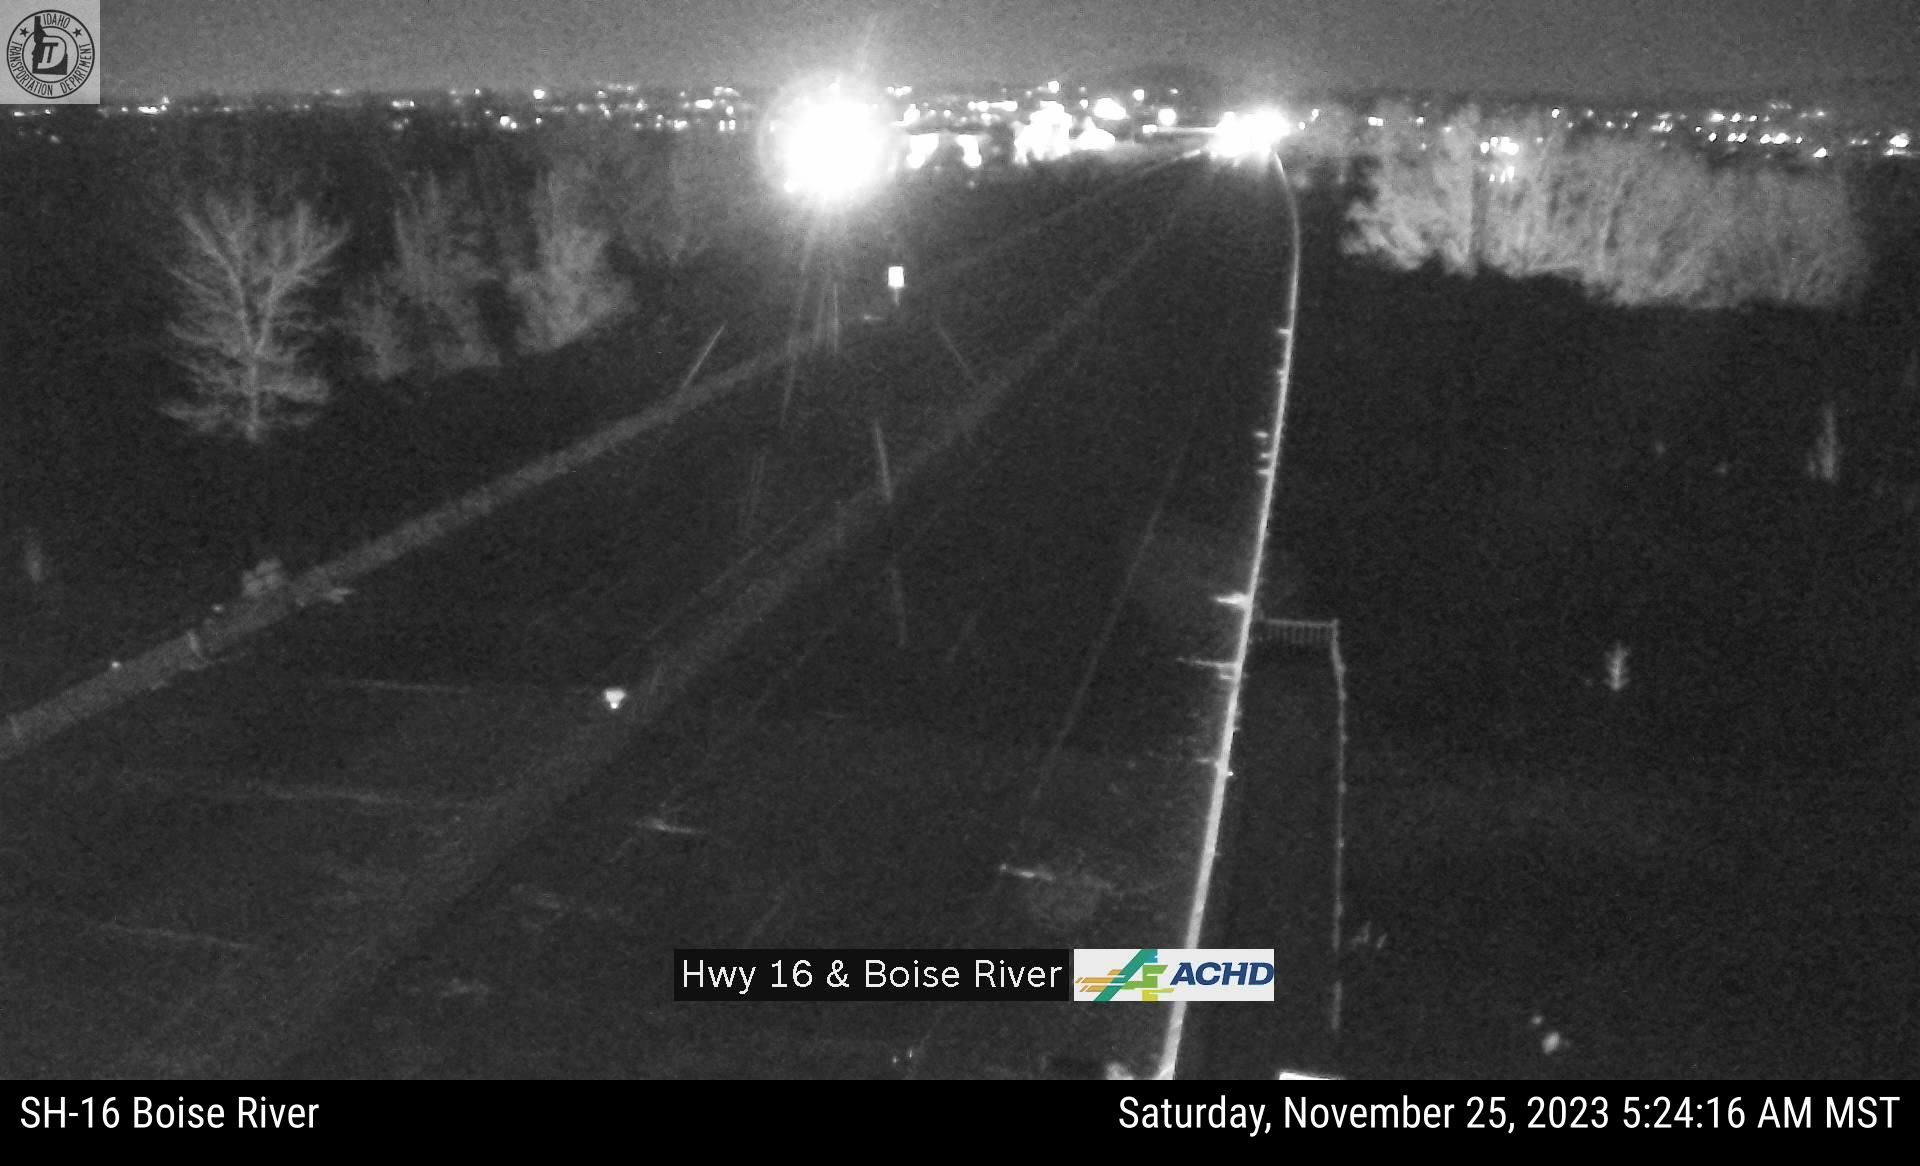 IDAHO
TRANSPORTATION DEPARTMENT
Hwy 16 & Boise River
ACHD
SH-16 Boise River
Saturday, November 25, 2023 5:24:16 AM MST